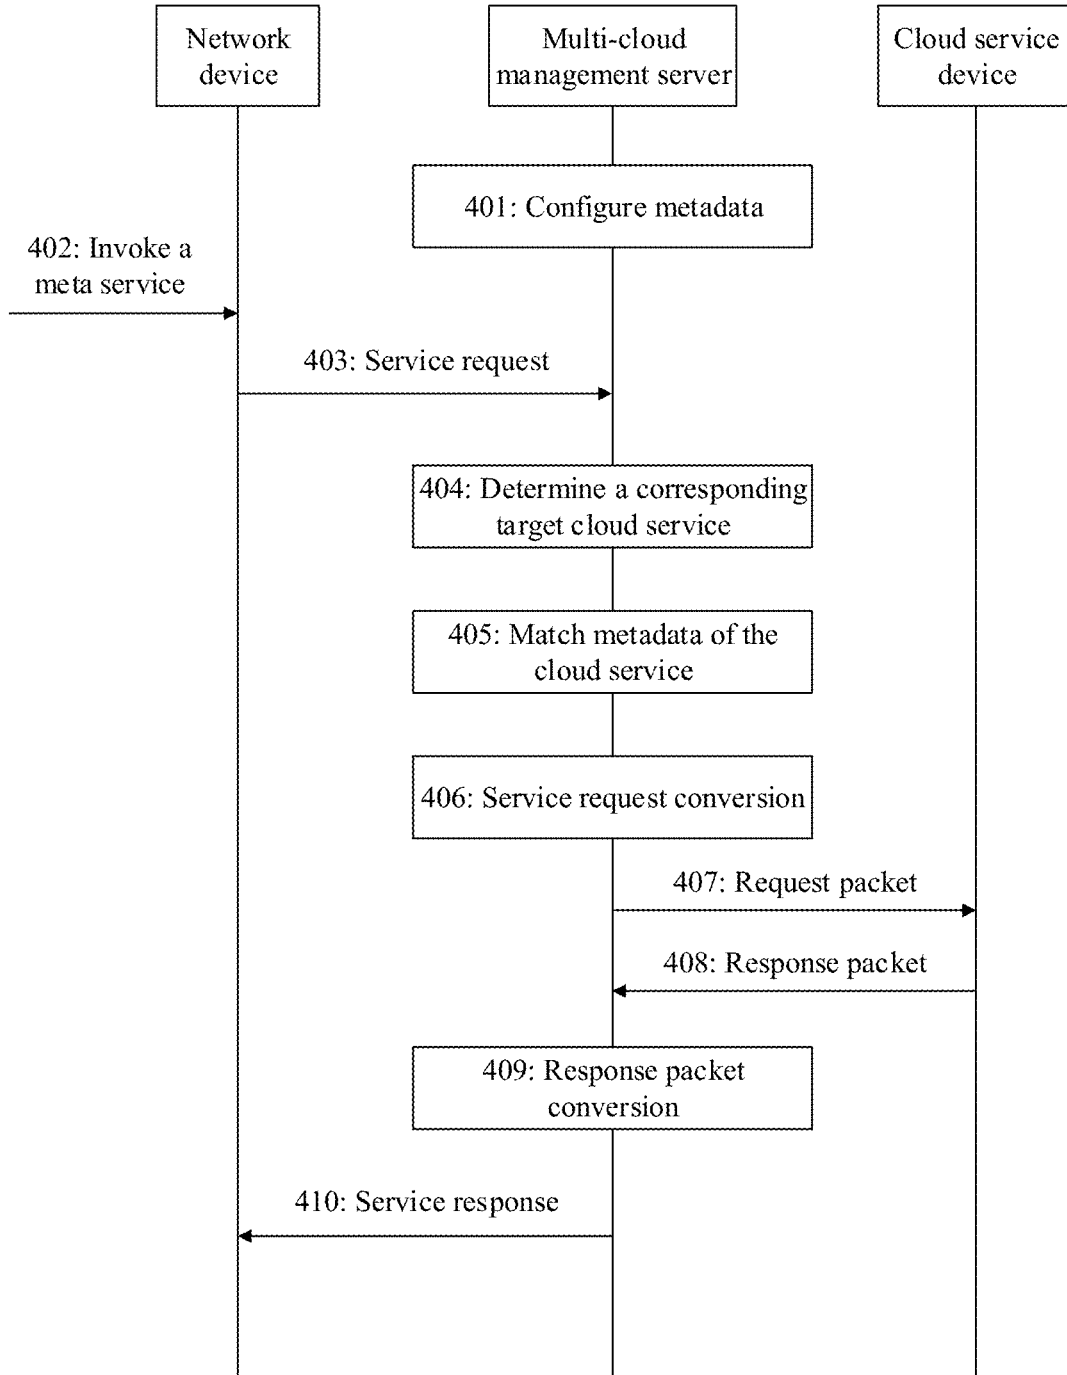 Network
device
Multi-cloud
management server
Cloud service
device
401: Configure metadata
402: Invoke a
meta service
403: Service request
404: Determine a corresponding
target cloud service
405: Match metadata of the
cloud service
406: Service request conversion
407: Request packet
408: Response packet
409: Response packet
conversion
410: Service response